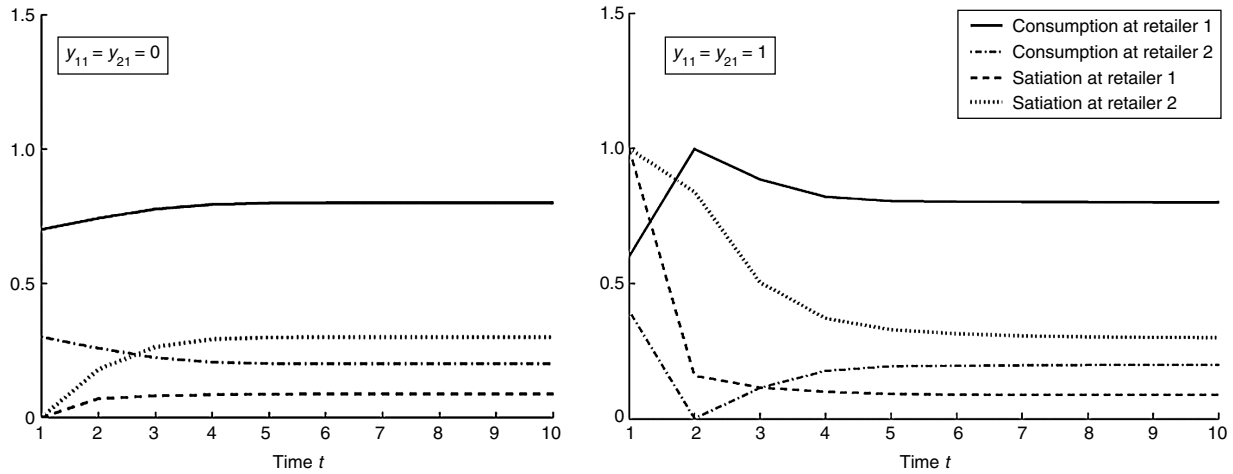 1.5
y11 = y21 = 0
1.0
0.5
0
1 2 3 4 5 6 7 8 9 10
Time t
1.5
y11 = y21 = 1
1.0
0.5
0
1 2 3 4 5 6 7 8 9 10
Time t
Consumption at retailer 1
Consumption at retailer 2
Satiation at retailer 1
Satiation at retailer 2